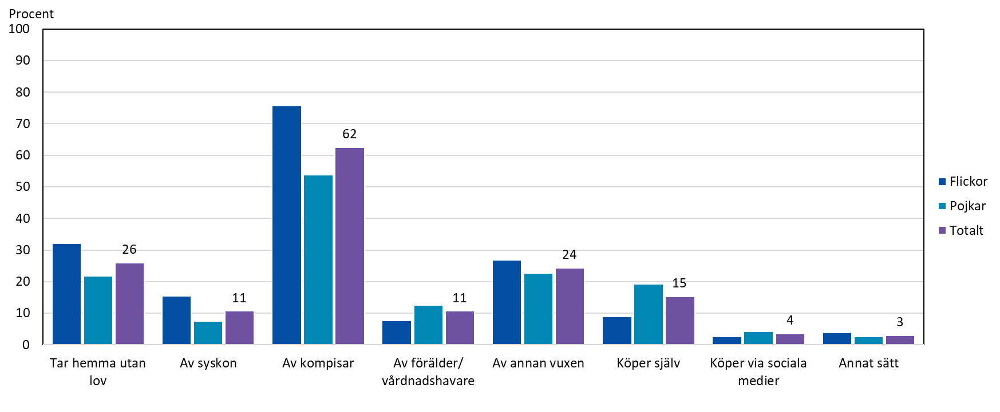 Procent
100
90
80
70
60
50
40
30
20
10
0
26
11
62
11
24
15
4
3
Tar hemma utan
lov
Av syskon
Av kompisar
Av förälder/
vårdnadshavare
Av annan vuxen
Köper själv
Köper via sociala
medier
Annat sätt
Flickor
Pojkar
Totalt